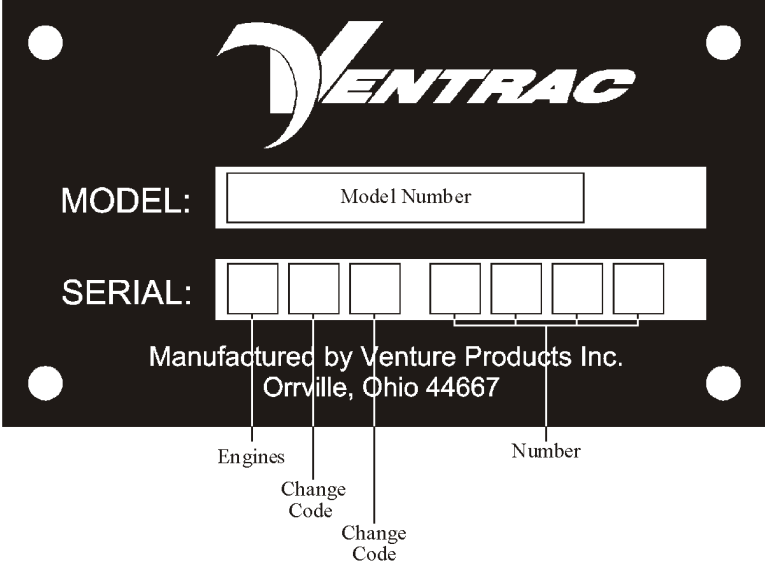 VENTRAC
MODEL: Model Number
SERIAL:
Manufactured by Venture Products Inc.
Orrville, Ohio 44667
Engines
Number
Change
Code
Change
Code